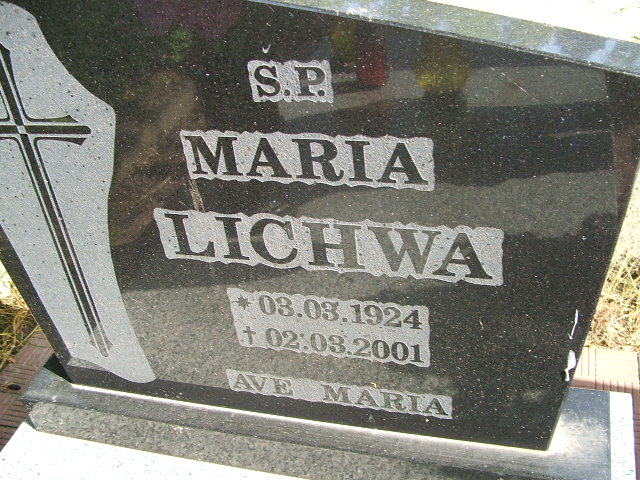 Ś.P.
MARIA
LICHWA
* 03.03.1924
† 02.03.2001
AVE MARIA